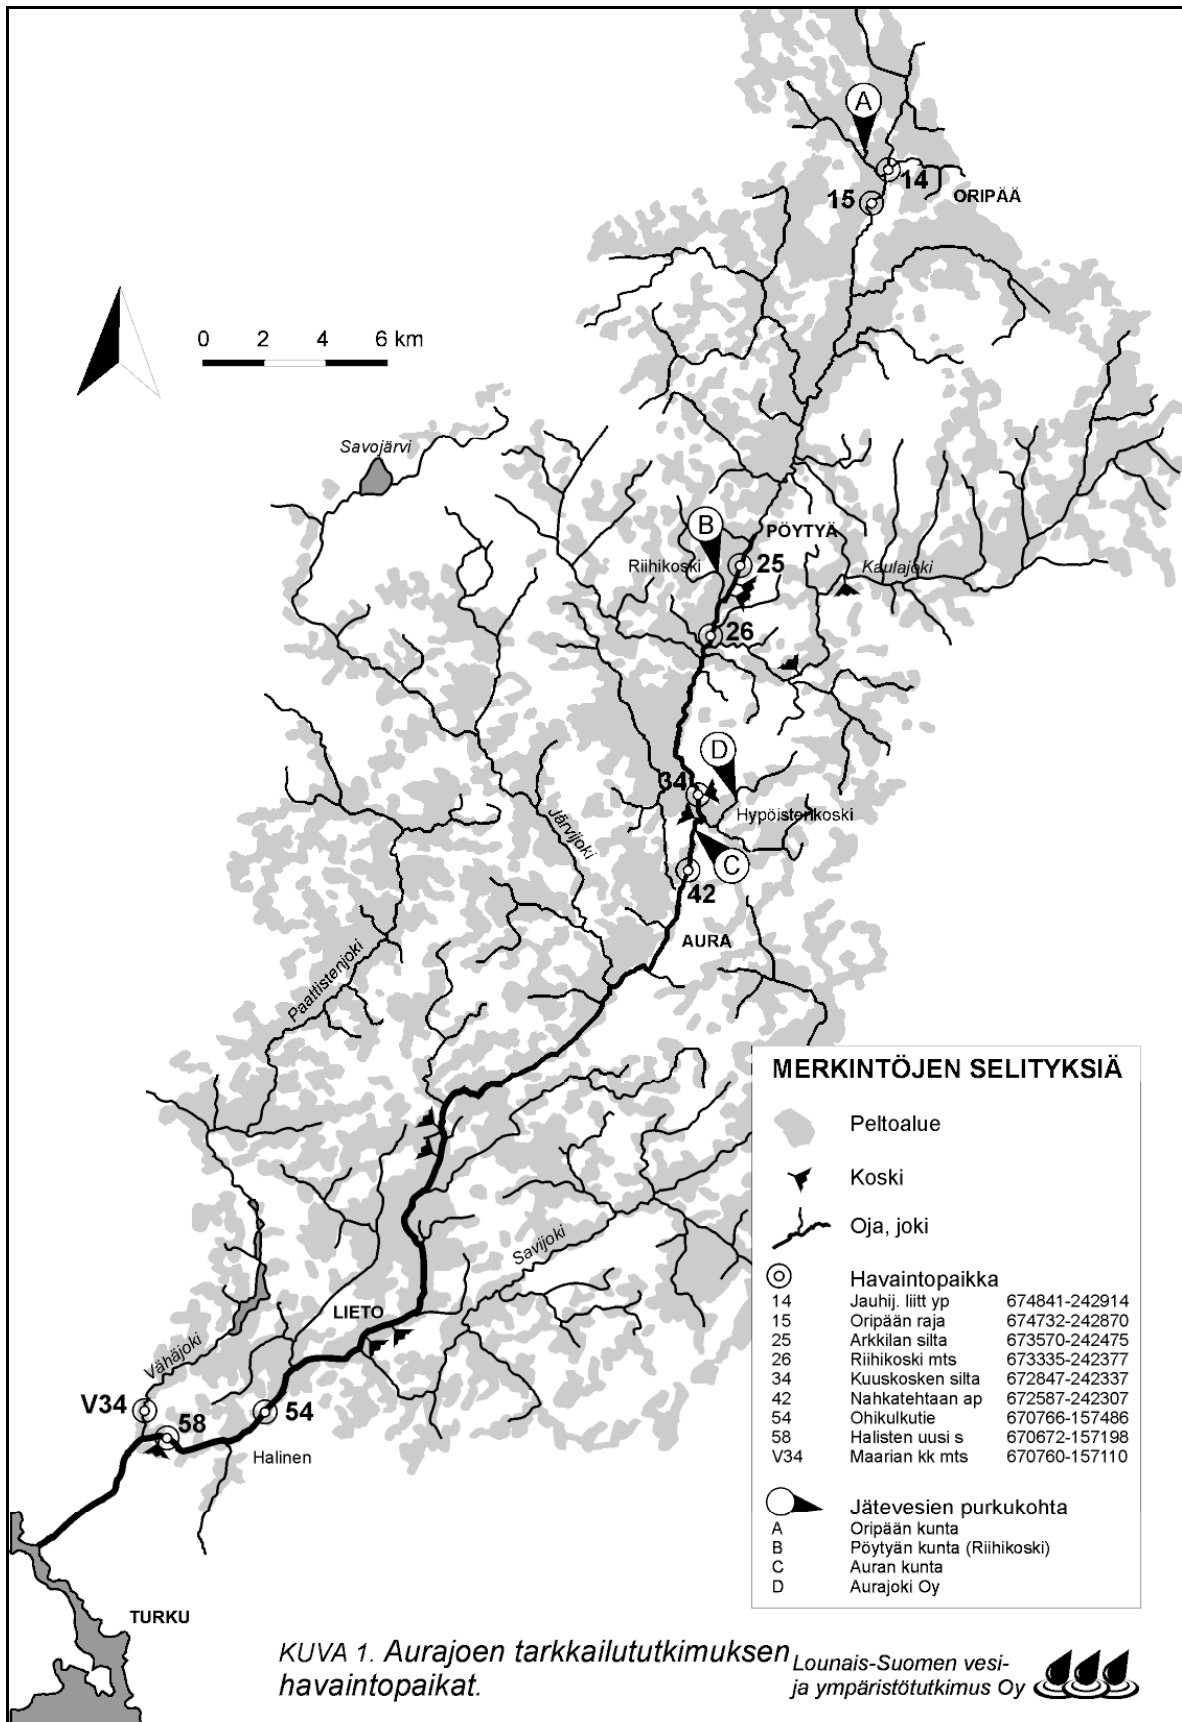 A
14
15
ORIPÄÄ
0 2 4 6 km
Savojärvi
B
PÖYTYÄ
Riihikoski
25
Kaulajoki
26
D
34
Hypöistenkoski
Järvijoki
C
42
AURA
Paattistenjoki
Savijoki
LIETO
Vähäjoki
V34
58
54
Halinen
TURKU
MERKINTÖJEN SELITYKSIÄ
Peltoalue
Koski
Oja, joki
Havaintopaikka
14 Jauhij. liitt yp 674841-242914
15 Oripään raja 674732-242870
25 Arkkilan silta 673570-242475
26 Riihikoski mts 673335-242377
34 Kuuskosken silta 672847-242337
42 Nahkatehtaan ap 672587-242307
54 Ohikulkutie 670766-157486
58 Halisten uusi s 670672-157198
V34 Maarian kk mts 670760-157110
Jätevesien purkukohta
A Oripään kunta
B Pöytyän kunta (Riihikoski)
C Auran kunta
D Aurajoki Oy
KUVA 1. Aurajoen tarkkailututkimuksen
havaintopaikat.
Lounais-Suomen vesi-
ja ympäristötutkimus Oy